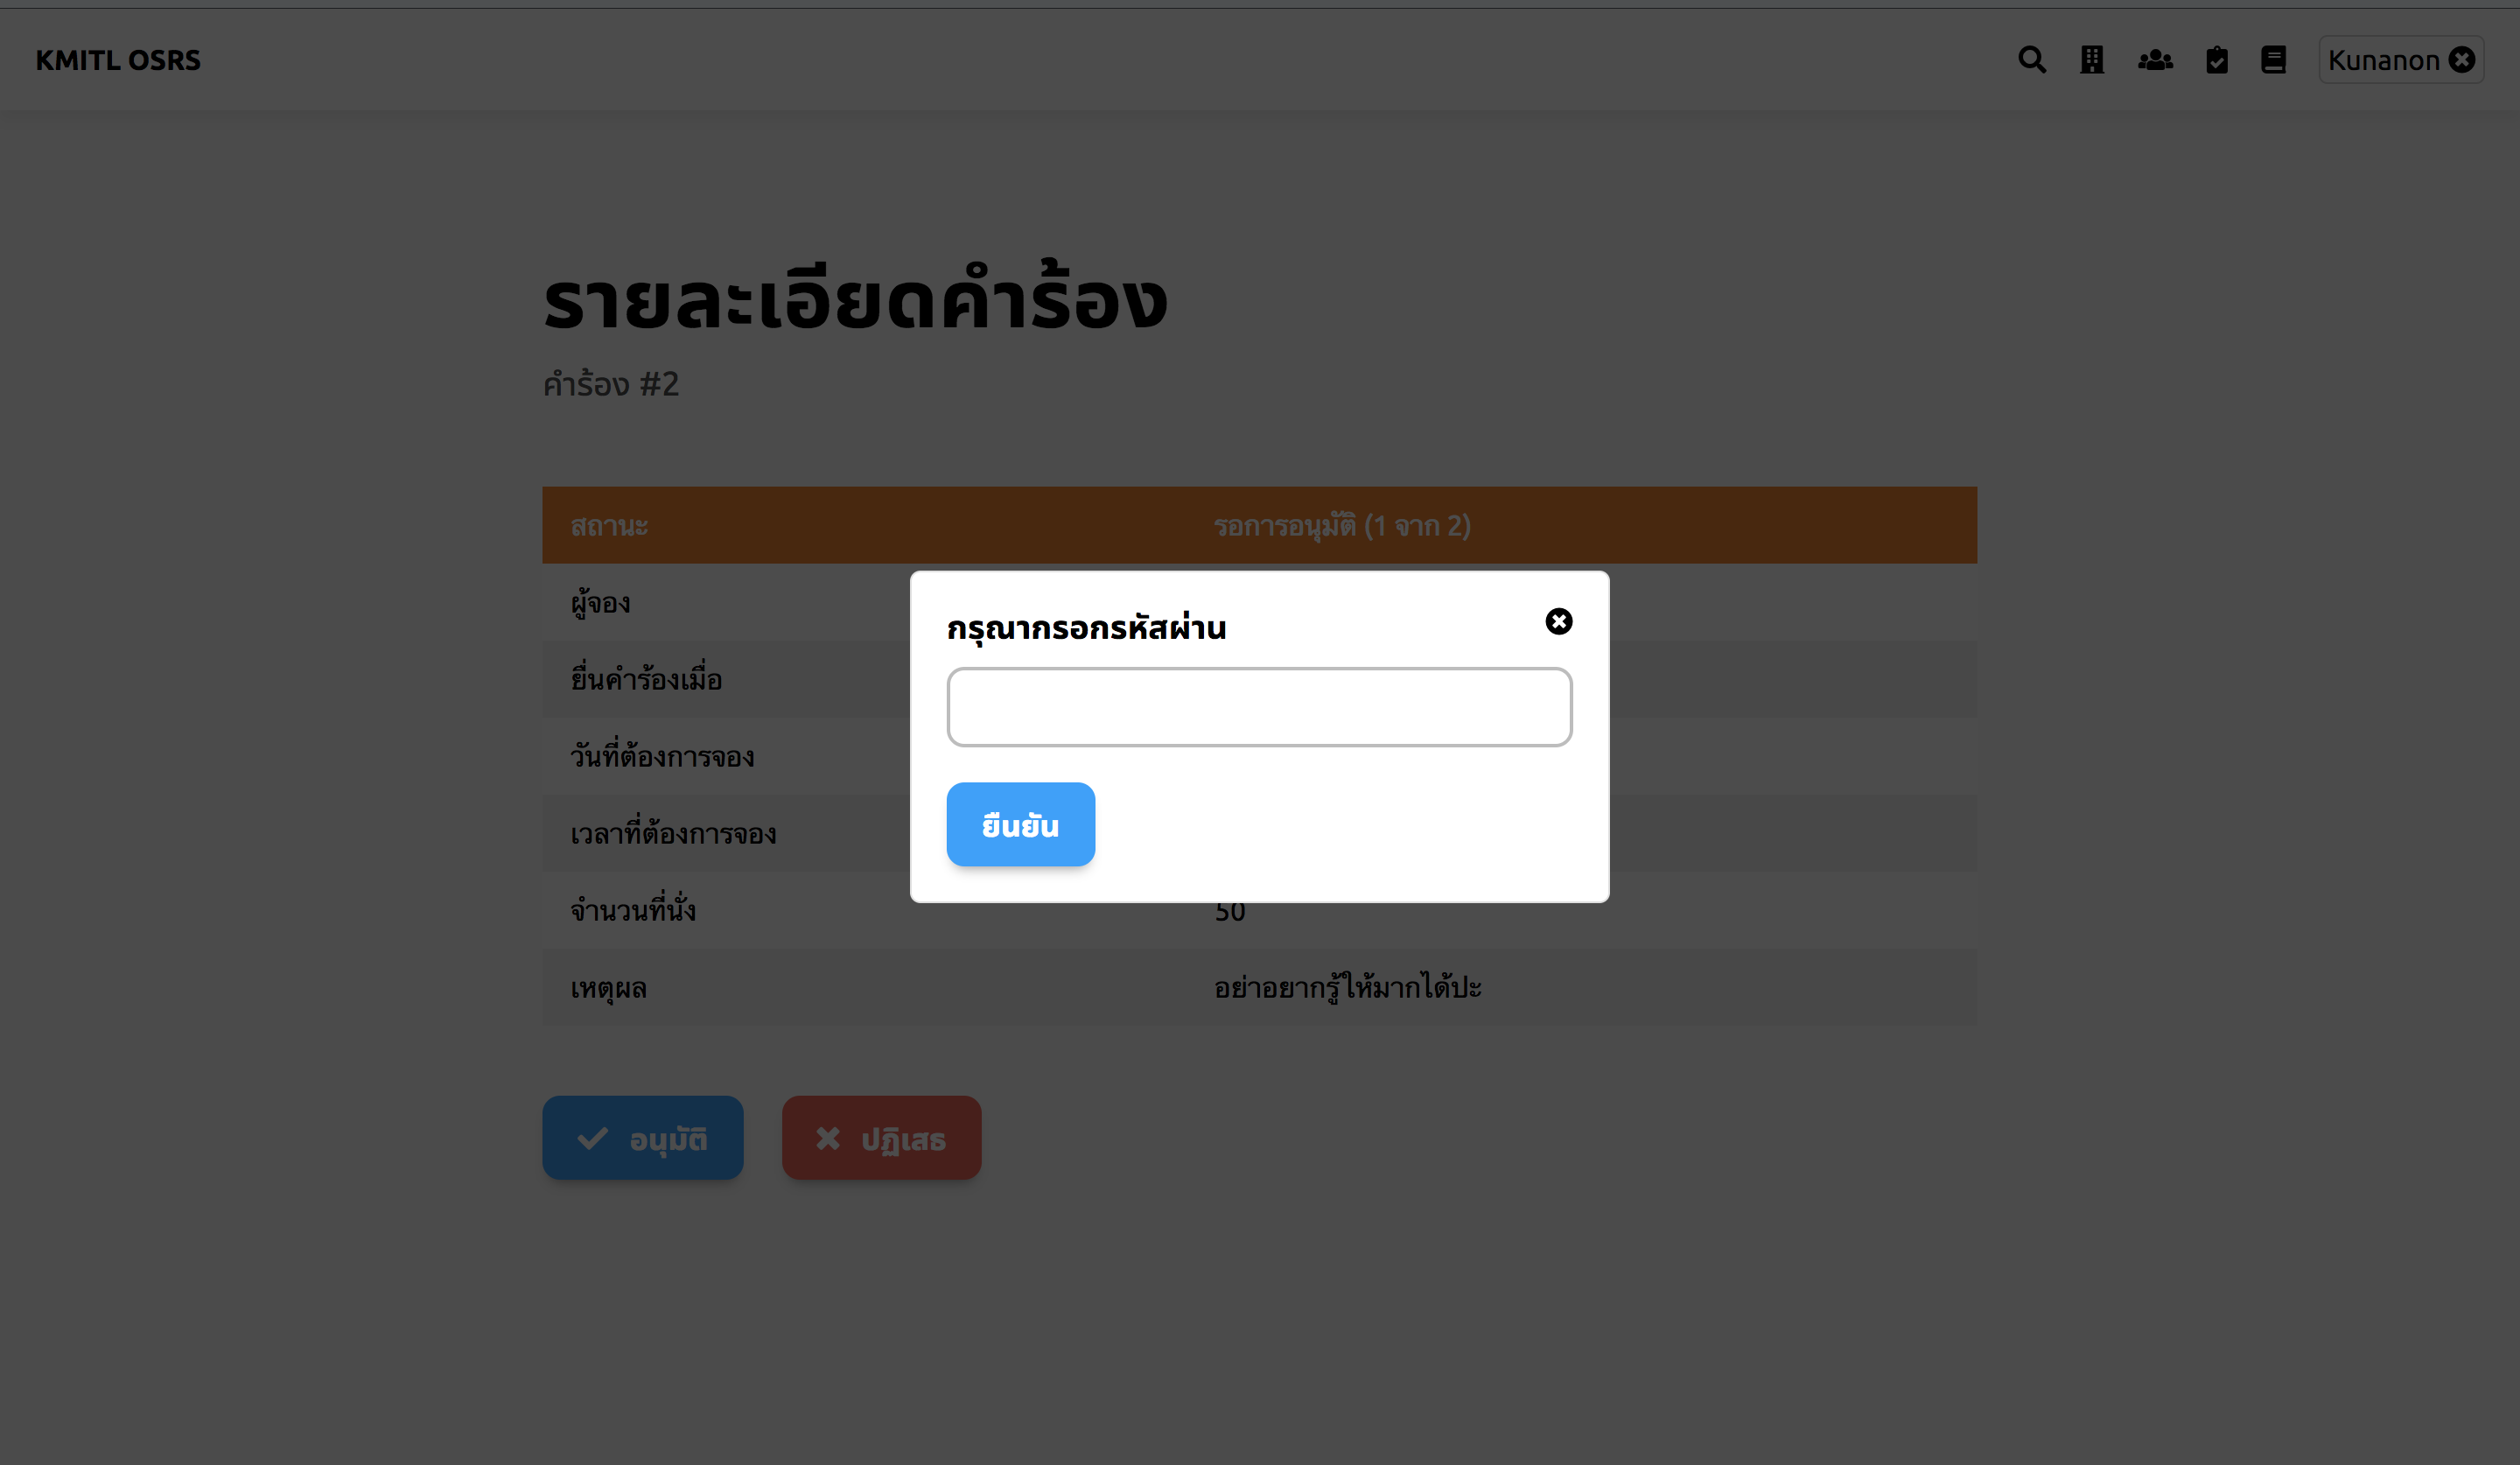 KMITL OSRS
Kunanon
รายละเอียดคำร้อง
คำร้อง #2
สถานะ รอการอนุมัติ (1 จาก 2)
ผู้จอง
กรุณากรอกรหัสผ่าน
ยื่นคำร้องเมื่อ
วันที่ต้องการจอง
เวลาที่ต้องการจอง
ยืนยัน
จำนวนที่นั่ง 50
เหตุผล อย่าอยากรู้ให้มากได้ปะ
อนุมัติ ปฏิเสธ